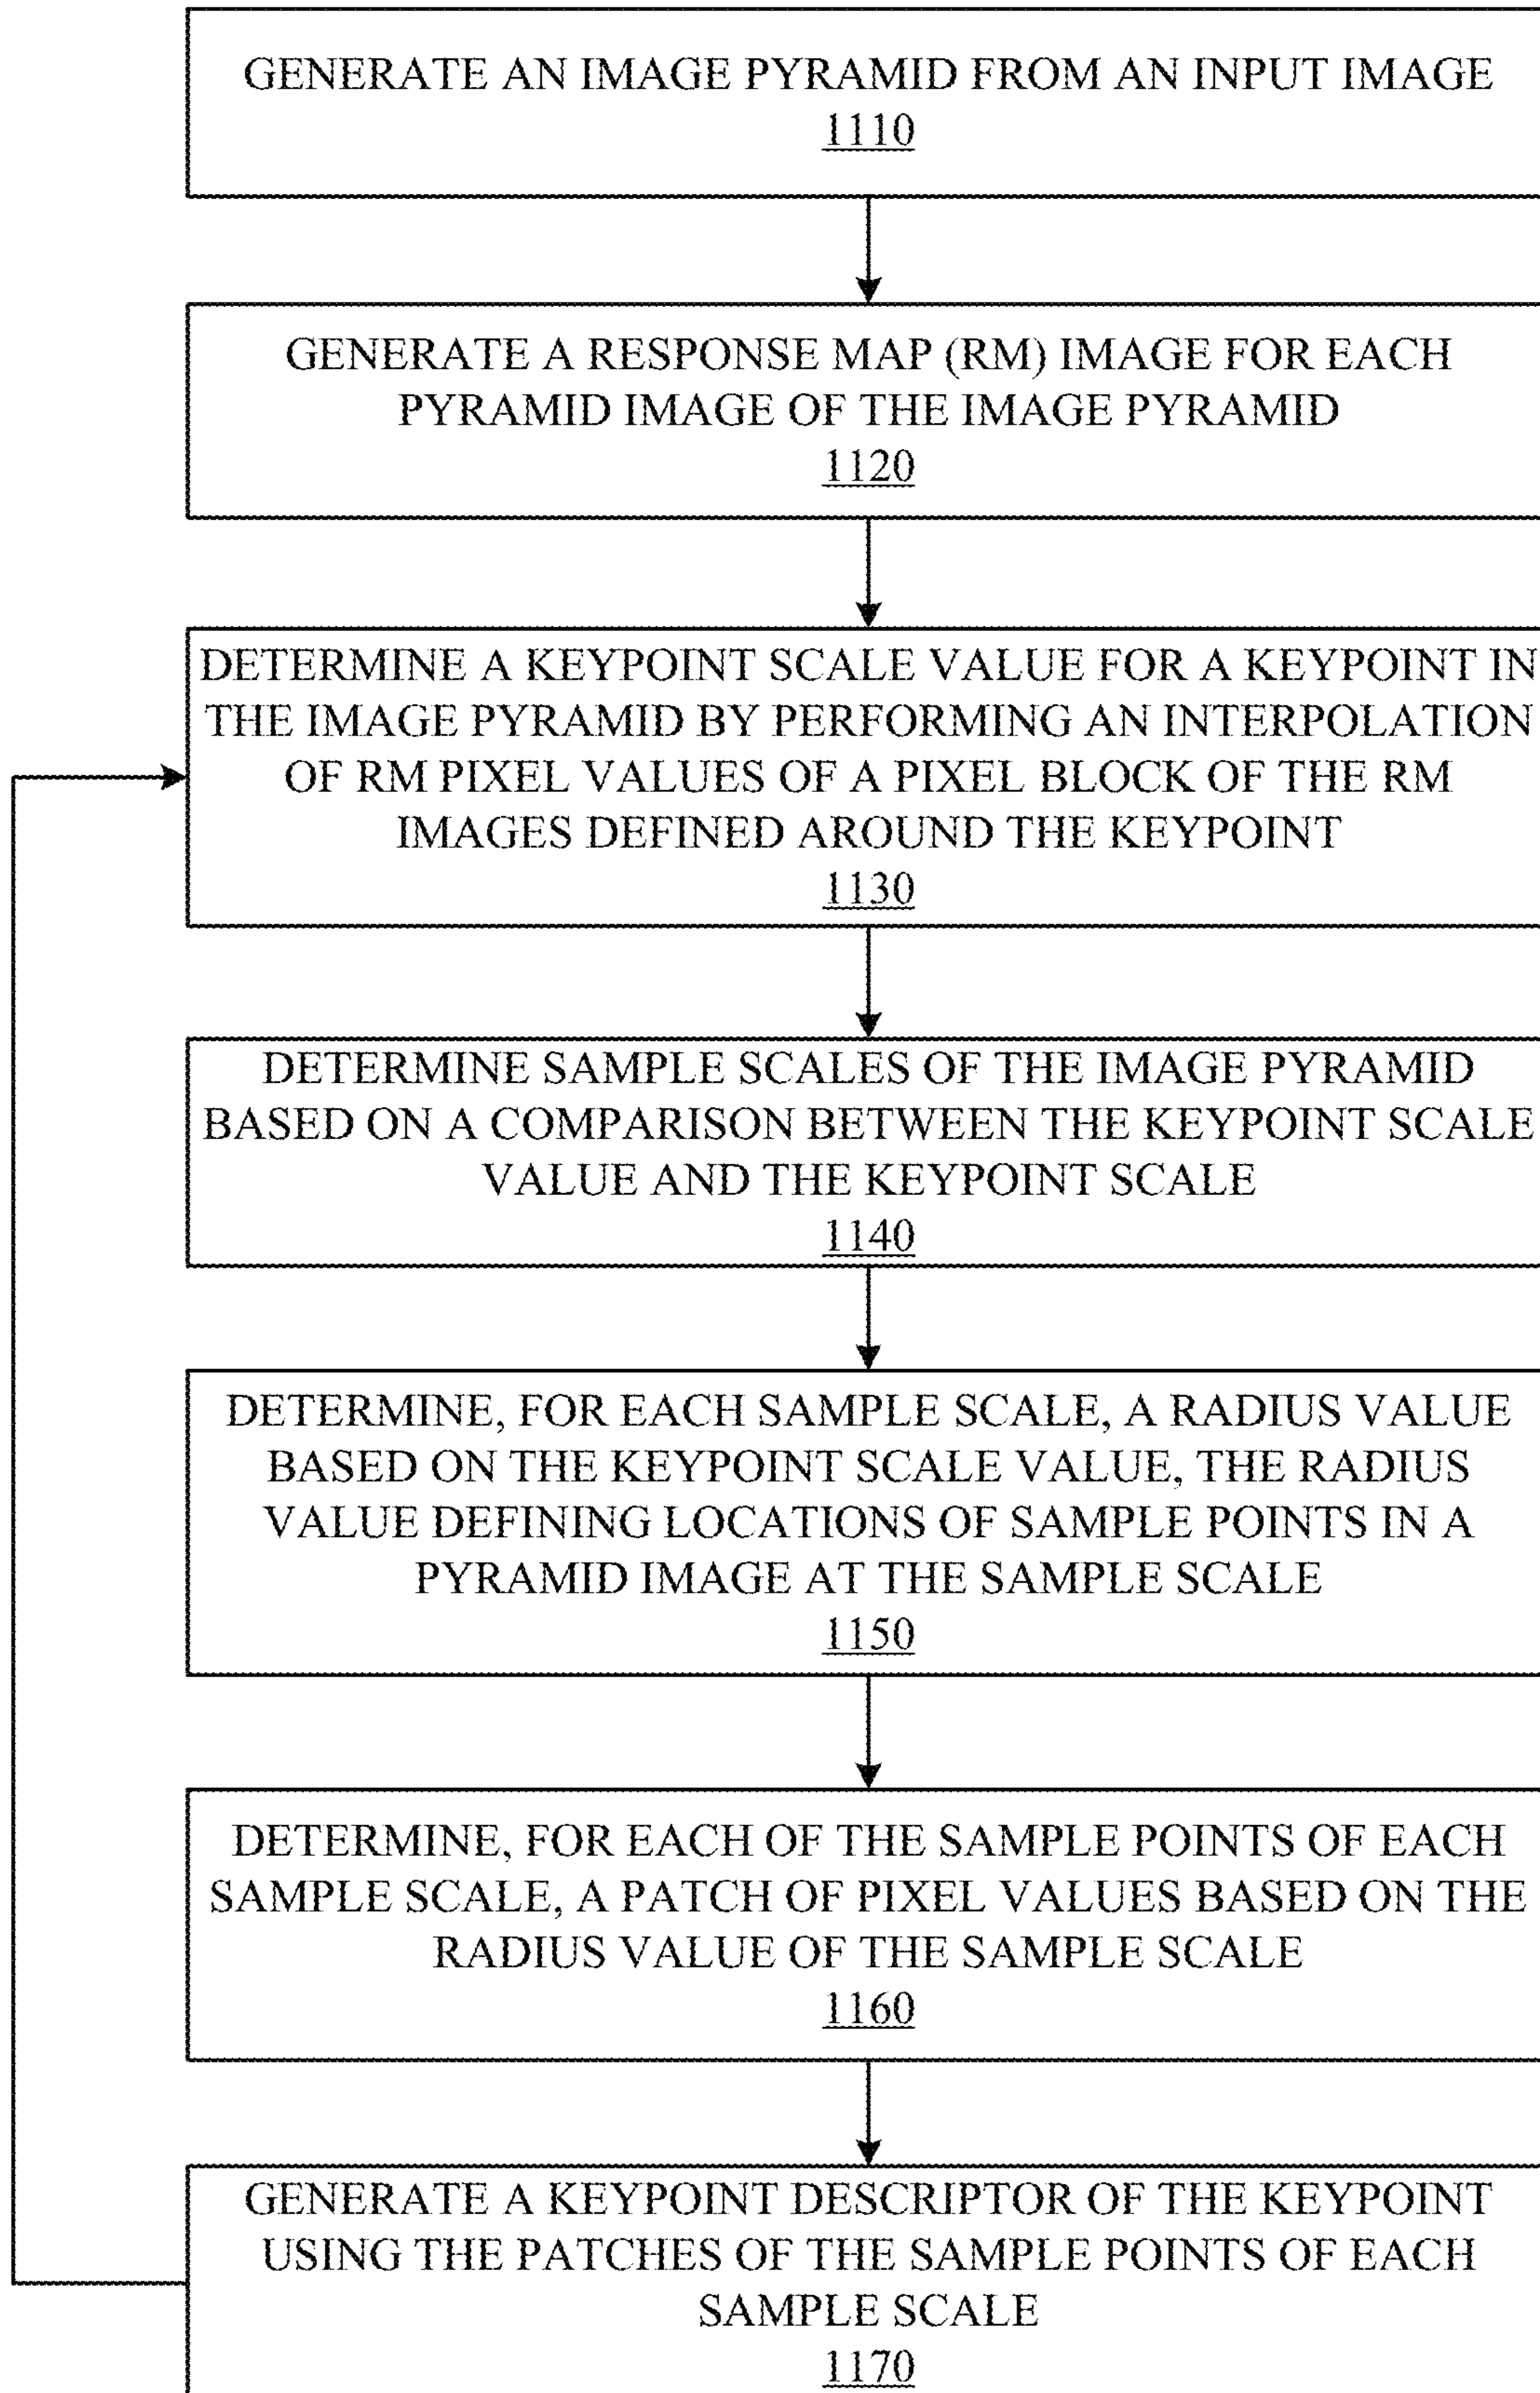 GENERATE AN IMAGE PYRAMID FROM AN INPUT IMAGE
1110
GENERATE A RESPONSE MAP (RM) IMAGE FOR EACH
PYRAMID IMAGE OF THE IMAGE PYRAMID
1120
DETERMINE A KEYPOINT SCALE VALUE FOR A KEYPOINT IN
THE IMAGE PYRAMID BY PERFORMING AN INTERPOLATION
OF RM PIXEL VALUES OF A PIXEL BLOCK OF THE RM
IMAGES DEFINED AROUND THE KEYPOINT
1130
DETERMINE SAMPLE SCALES OF THE IMAGE PYRAMID
BASED ON A COMPARISON BETWEEN THE KEYPOINT SCALE
VALUE AND THE KEYPOINT SCALE
1140
DETERMINE, FOR EACH SAMPLE SCALE, A RADIUS VALUE
BASED ON THE KEYPOINT SCALE VALUE, THE RADIUS
VALUE DEFINING LOCATIONS OF SAMPLE POINTS IN A
PYRAMID IMAGE AT THE SAMPLE SCALE
1150
DETERMINE, FOR EACH OF THE SAMPLE POINTS OF EACH
SAMPLE SCALE, A PATCH OF PIXEL VALUES BASED ON THE
RADIUS VALUE OF THE SAMPLE SCALE
1160
GENERATE A KEYPOINT DESCRIPTOR OF THE KEYPOINT
USING THE PATCHES OF THE SAMPLE POINTS OF EACH
SAMPLE SCALE
1170